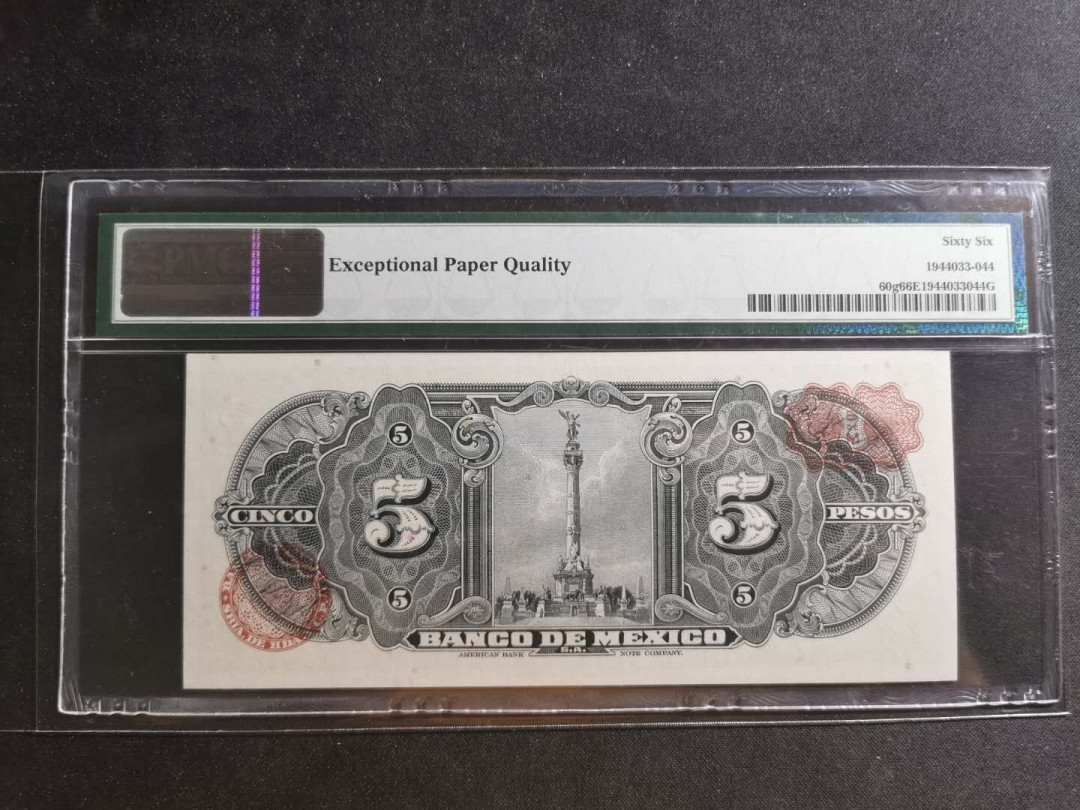 PMG
Exceptional Paper Quality
Sixty Six
1944033-044
60g66E1944033044G
5 5
CINCO 5 5 PESOS
5 5
BANCO DE MEXICO
S.A.
AMERICAN BANK NOTE COMPANY.